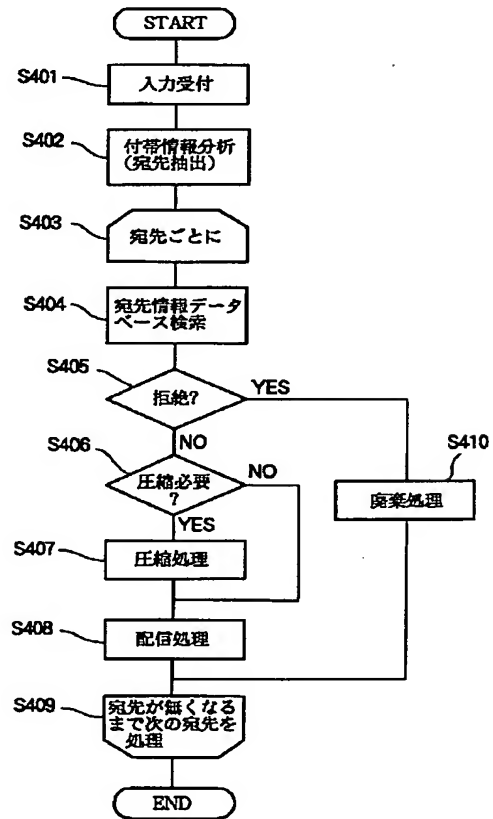 START
S401
入力受付
S402
付帯情報分析
(宛先抽出)
S403
宛先ごとに
S404
宛先情報データ
ベース検索
S405
拒絶?
YES
NO
S406
圧縮必要
?
NO
YES
S410
廃棄処理
S407
圧縮処理
S408
配信処理
S409
宛先が無くなる
まで次の宛先を
処理
END